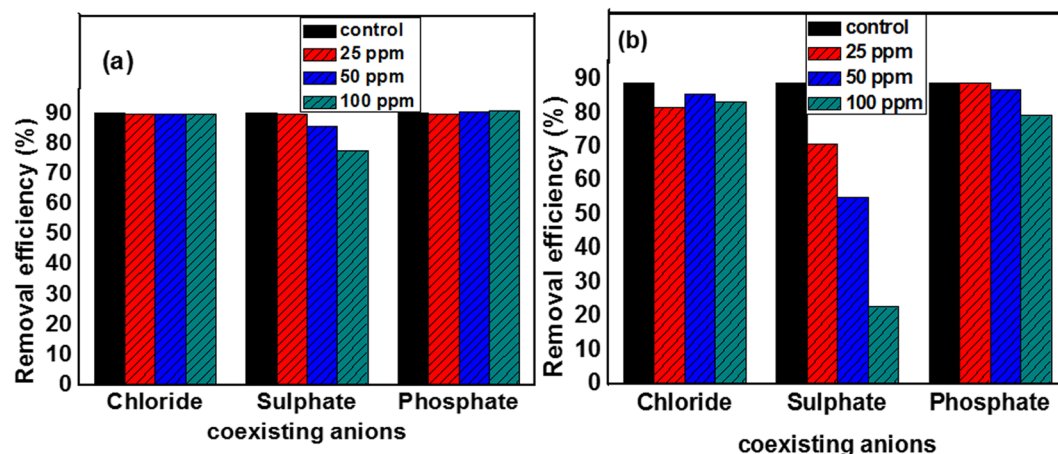 (a)
control
25 ppm
50 ppm
100 ppm
Removal efficiency (%)
90
80
70
60
50
40
30
20
10
0
Chloride Sulphate Phosphate
coexisting anions
(b)
control
25 ppm
50 ppm
100 ppm
Removal efficiency (%)
90
80
70
60
50
40
30
20
10
0
Chloride Sulphate Phosphate
coexisting anions